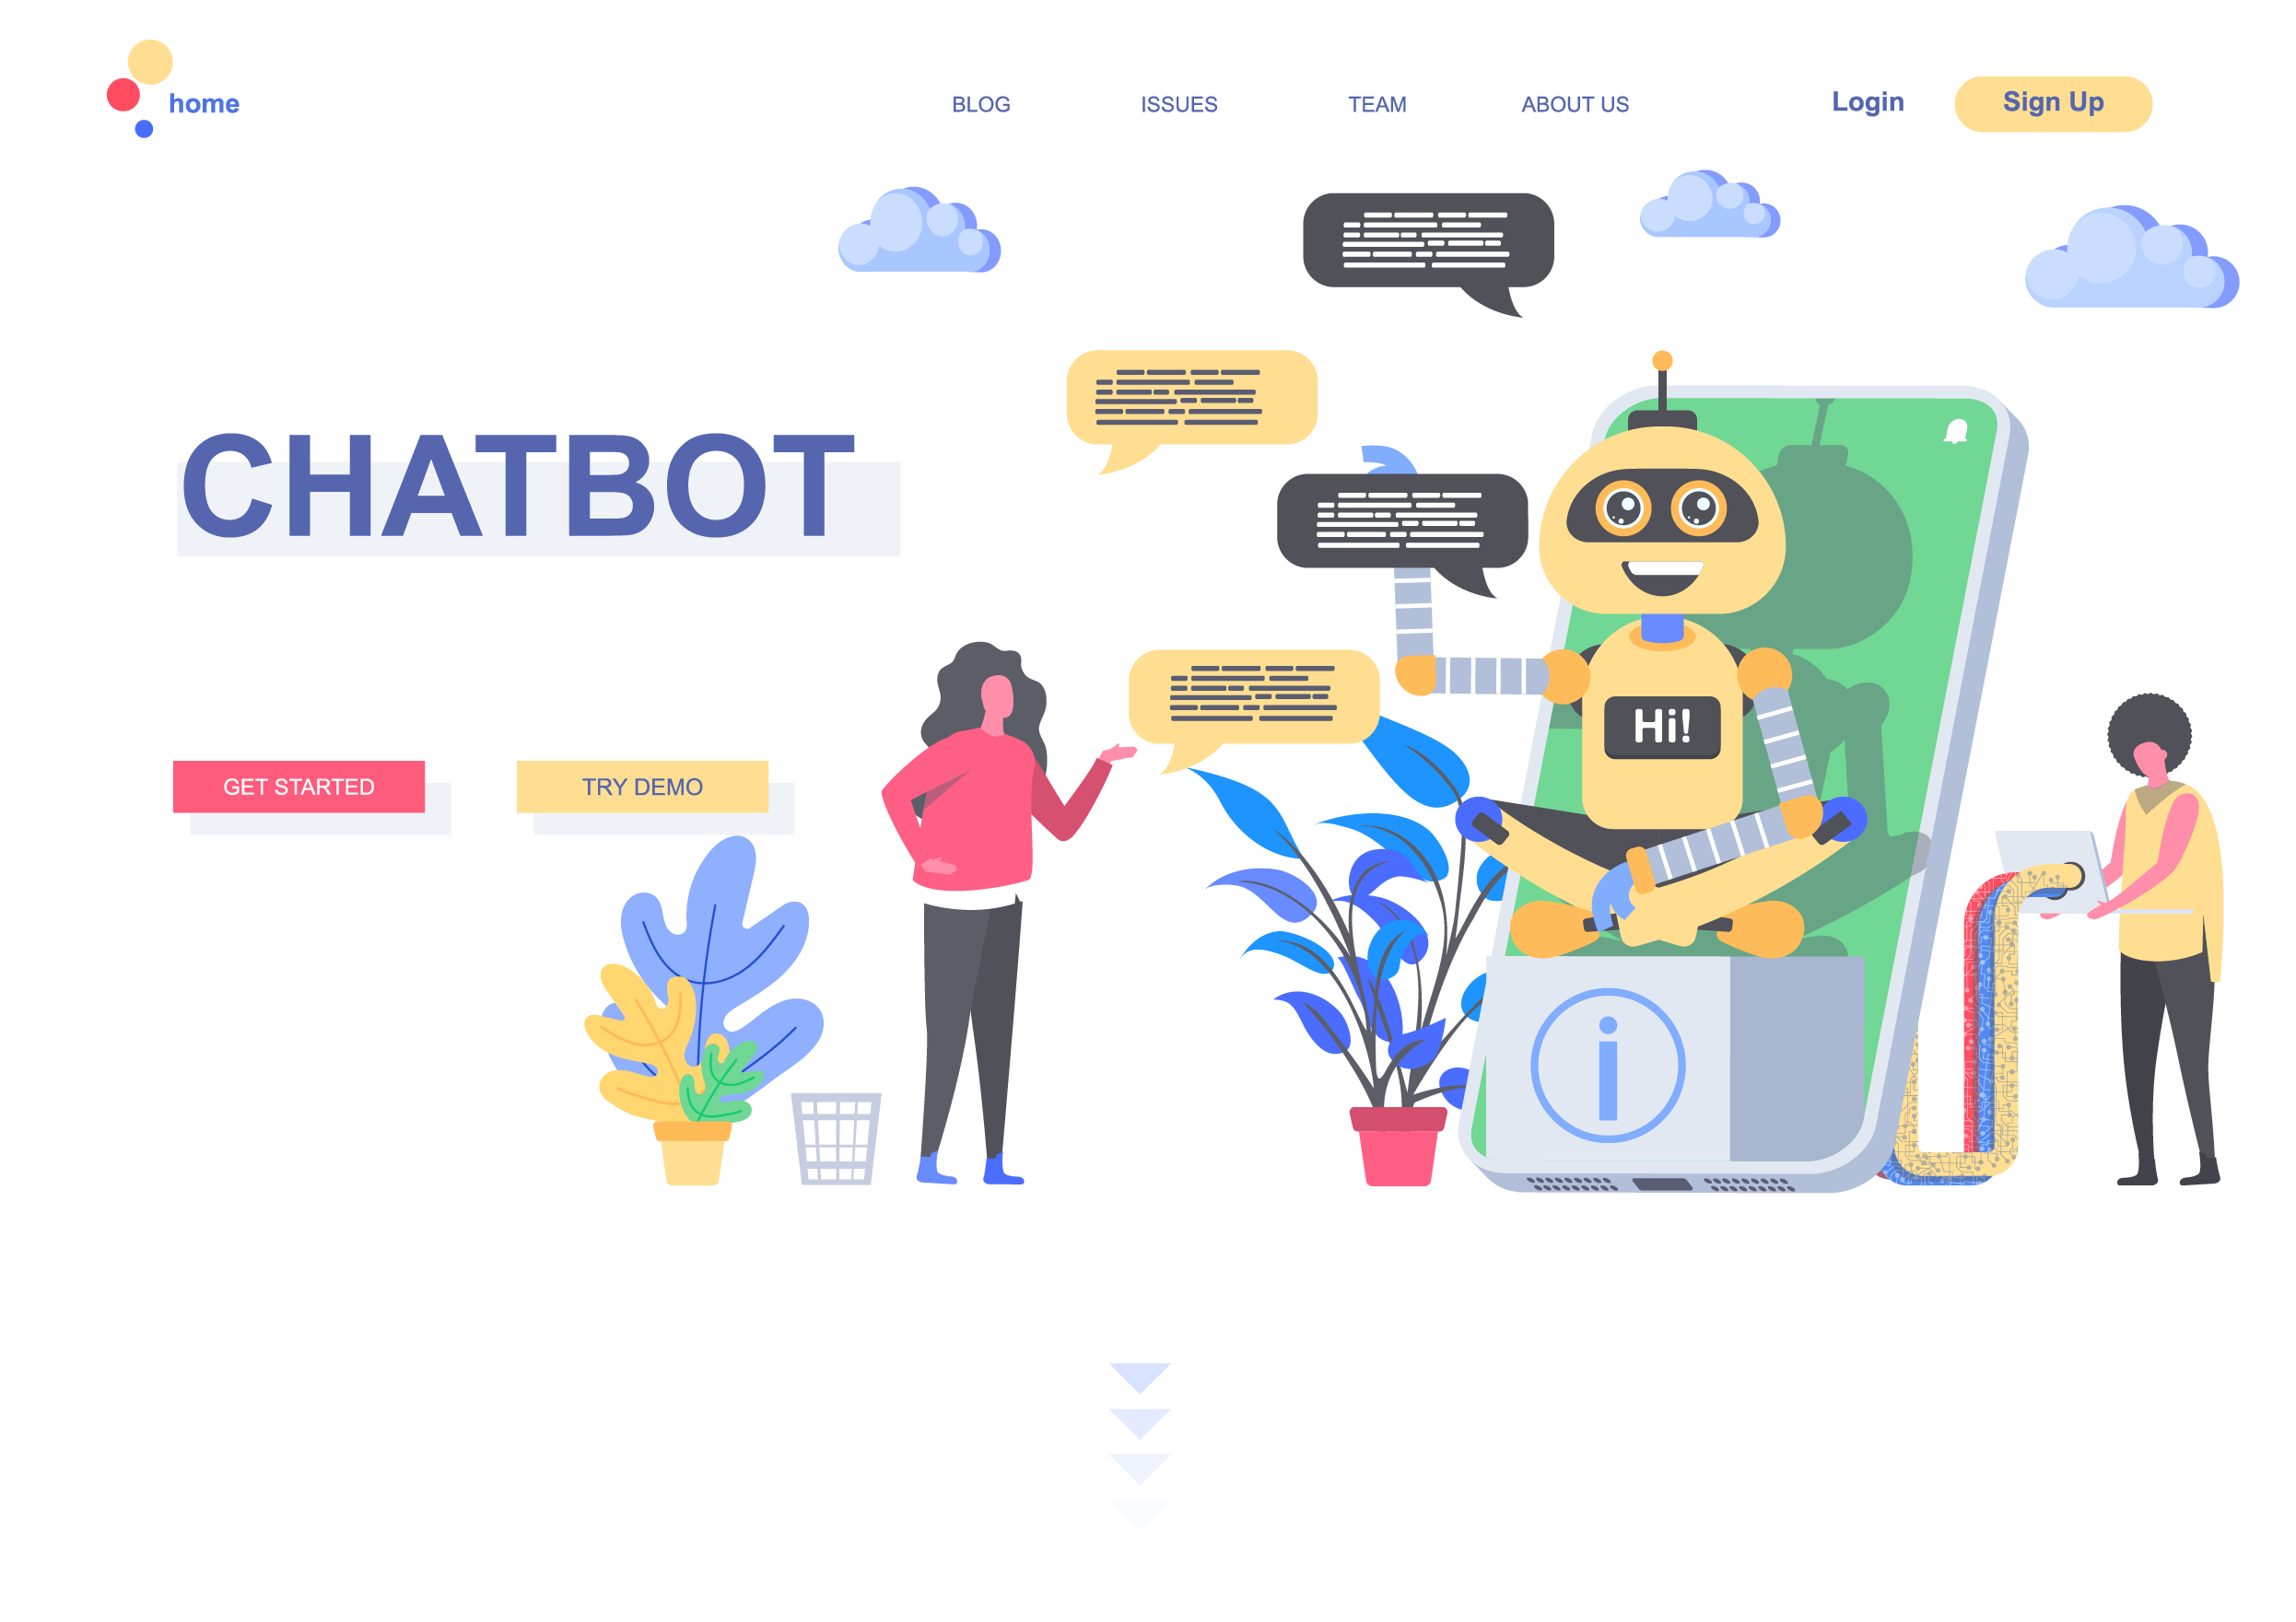 home
BLOG
ISSUES
TEAM
ABOUT US
Login
Sign Up
CHATBOT
Hi!
GET STARTED
TRY DEMO
i